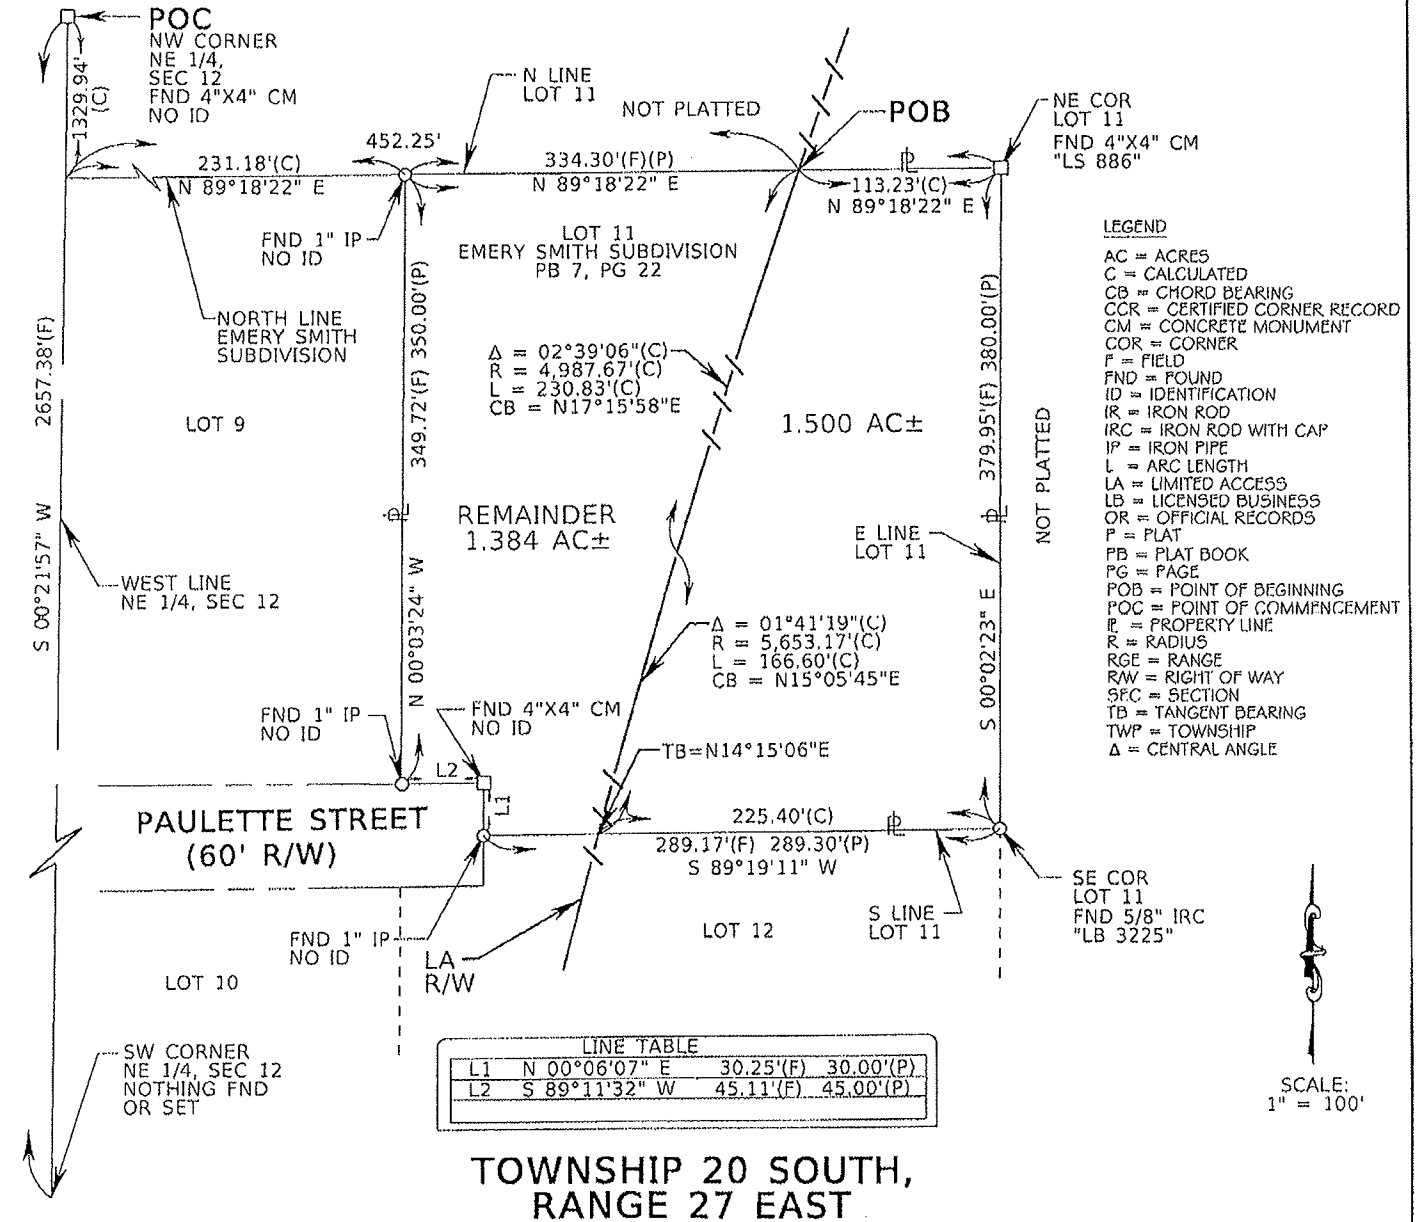 POC
NW CORNER
NE 1/4,
SEC 12
FND 4"X4" CM
NO ID
1329.94'
(C)
N LINE
LOT 11
NOT PLATTED
POB
NE COR
LOT 11
FND 4"X4" CM
"LS 886"
452.25'
231.18'(C)
N 89°18'22" E
334.30'(F)(P)
N 89°18'22" E
113.23'(C)
N 89°18'22" E
FND 1" IP
NO ID
LOT 11
EMERY SMITH SUBDIVISION
PB 7, PG 22
NORTH LINE
EMERY SMITH
SUBDIVISION
LOT 9
2657.38'(F)
S 00°21'57" W
349.72'(F) 350.00'(P)
N 00°03'24" W
Δ = 02°39'06"(C)
R = 4,987.67'(C)
L = 230.83'(C)
CB = N17°15'58"E
1.500 AC±
379.95'(F) 380.00'(P)
S 00°02'23" E
NOT PLATTED
REMAINDER
1.384 AC±
E LINE
LOT 11
WEST LINE
NE 1/4, SEC 12
Δ = 01°41'19"(C)
R = 5,653.17'(C)
L = 166.60'(C)
CB = N15°05'45"E
FND 1" IP
NO ID
FND 4"X4" CM
NO ID
TB=N14°15'06"E
L2
L1
PAULETTE STREET
(60' R/W)
225.40'(C)
289.17'(F) 289.30'(P)
S 89°19'11" W
SE COR
LOT 11
FND 5/8" IRC
"LB 3225"
S LINE
LOT 11
LOT 12
FND 1" IP
NO ID
LA
R/W
LOT 10
SW CORNER
NE 1/4, SEC 12
NOTHING FND
OR SET
LEGEND
AC = ACRES
C = CALCULATED
CB = CHORD BEARING
CCR = CERTIFIED CORNER RECORD
CM = CONCRETE MONUMENT
COR = CORNER
F = FIELD
FND = FOUND
ID = IDENTIFICATION
IR = IRON ROD
IRC = IRON ROD WITH CAP
IP = IRON PIPE
L = ARC LENGTH
LA = LIMITED ACCESS
LB = LICENSED BUSINESS
OR = OFFICIAL RECORDS
P = PLAT
PB = PLAT BOOK
PG = PAGE
POB = POINT OF BEGINNING
POC = POINT OF COMMENCEMENT
PL = PROPERTY LINE
R = RADIUS
RGE = RANGE
R/W = RIGHT OF WAY
SEC = SECTION
TB = TANGENT BEARING
TWP = TOWNSHIP
Δ = CENTRAL ANGLE
LINE TABLE
L1 N 00°06'07" E 30.25'(F) 30.00'(P)
L2 S 89°11'32" W 45.11'(F) 45.00'(P)
SCALE:
1" = 100'
TOWNSHIP 20 SOUTH,
RANGE 27 EAST